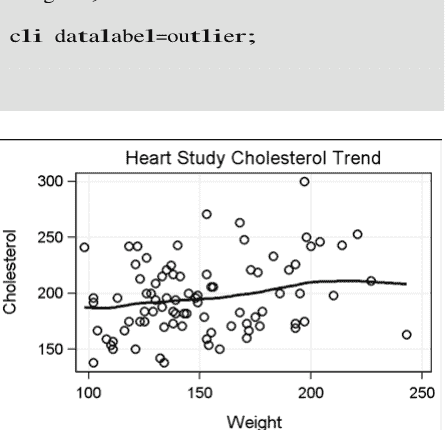 cli datalabel=outlier;
Heart Study Cholesterol Trend
300
250
200
150
Cholesterol
100 150 200 250
Weight